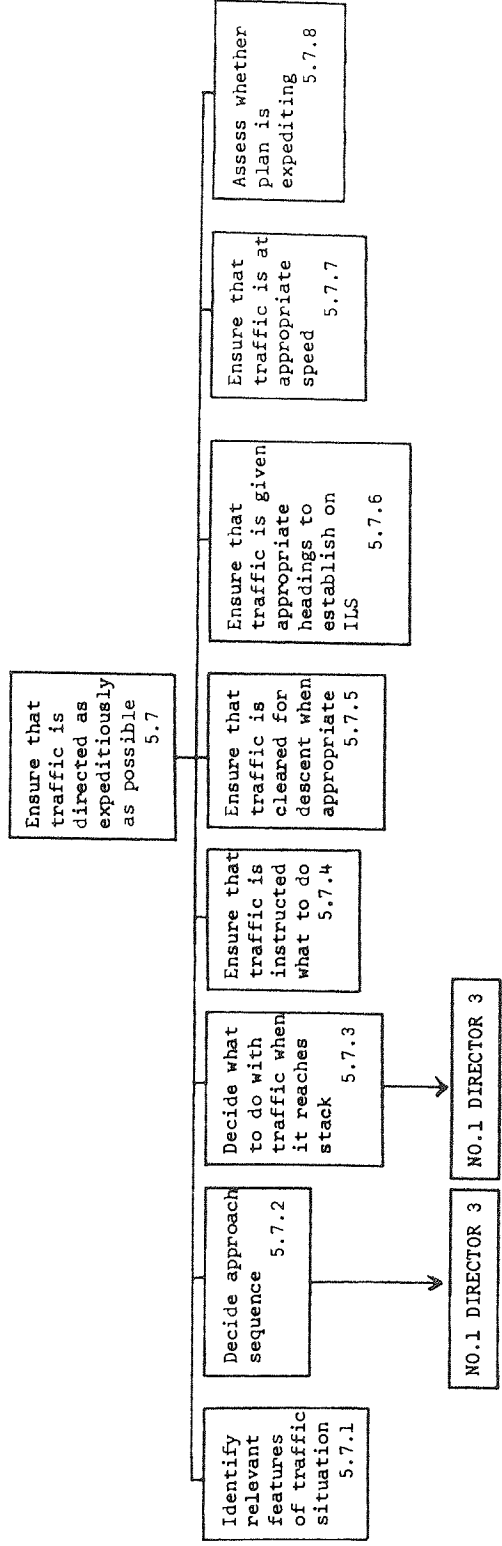 Ensure that
traffic is
directed as
expeditiously
as possible
5.7
Identify
relevant
features
of traffic
situation
5.7.1
Decide approach
sequence
5.7.2
Decide what
to do with
traffic when
it reaches
stack
5.7.3
Ensure that
traffic is
instructed
what to do
5.7.4
Ensure that
traffic is
cleared for
descent when
appropriate
5.7.5
Ensure that
traffic is given
appropriate
headings to
establish on
ILS
5.7.6
Ensure that
traffic is at
appropriate
speed
5.7.7
Assess whether
plan is
expediting
5.7.8
NO.1 DIRECTOR 3
NO.1 DIRECTOR 3